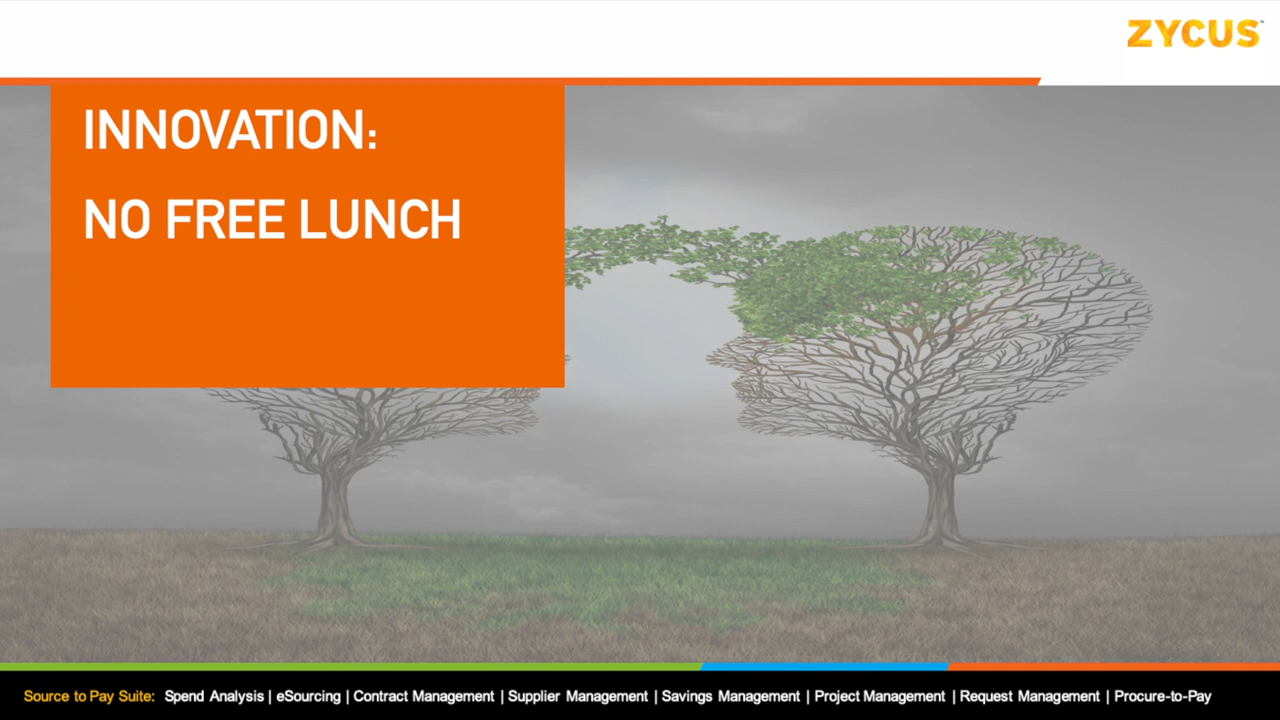 ZYCUS™
INNOVATION:
NO FREE LUNCH
Source to Pay Suite: Spend Analysis | eSourcing | Contract Management | Supplier Management | Savings Management | Project Management | Request Management | Procure-to-Pay